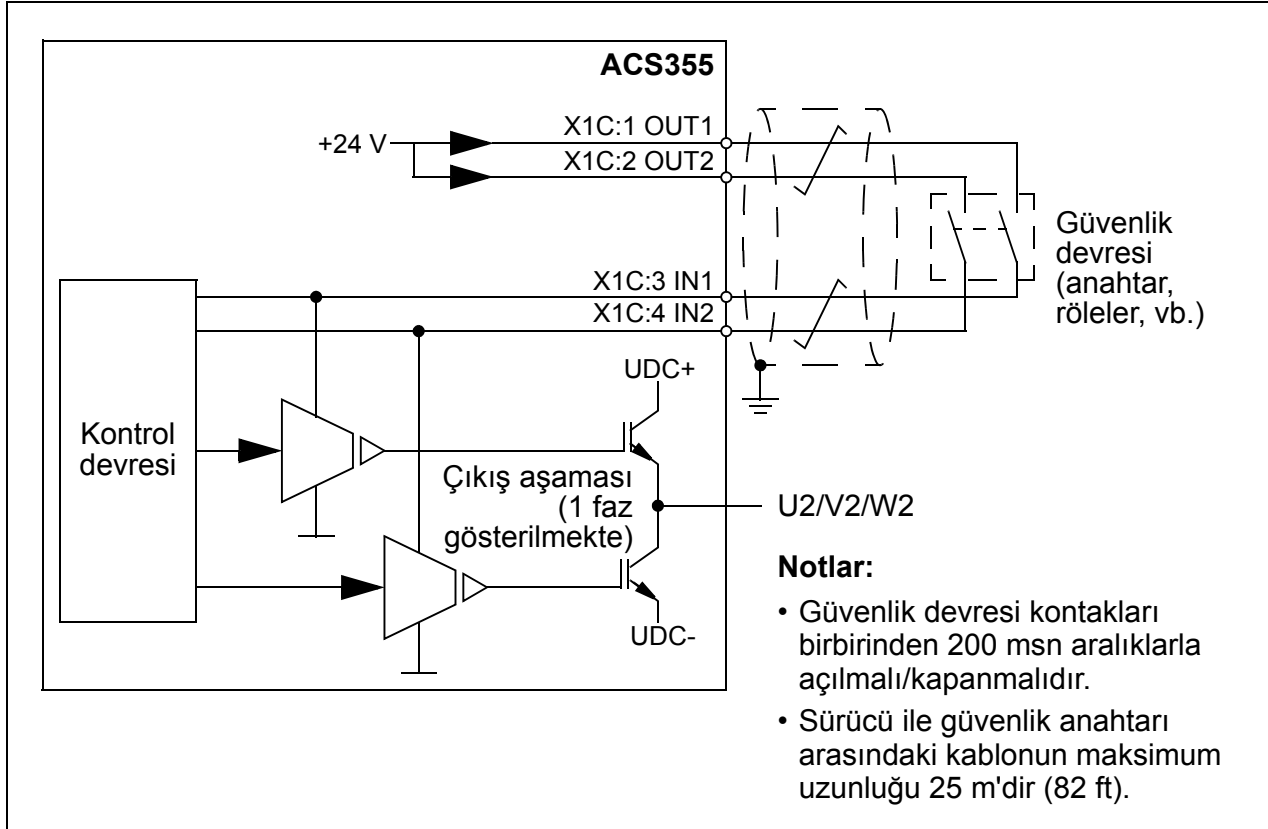 ACS355
X1C:1 OUT1
+24 V
X1C:2 OUT2
Güvenlik
devresi
(anahtar,
röleler, vb.)
X1C:3 IN1
X1C:4 IN2
UDC+
Kontrol
devresi
Çıkış aşaması
(1 faz
gösterilmekte)
U2/V2/W2
UDC-
Notlar:
• Güvenlik devresi kontakları
birbirinden 200 msn aralıklarla
açılmalı/kapanmalıdır.
• Sürücü ile güvenlik anahtarı
arasındaki kablonun maksimum
uzunluğu 25 m'dir (82 ft).